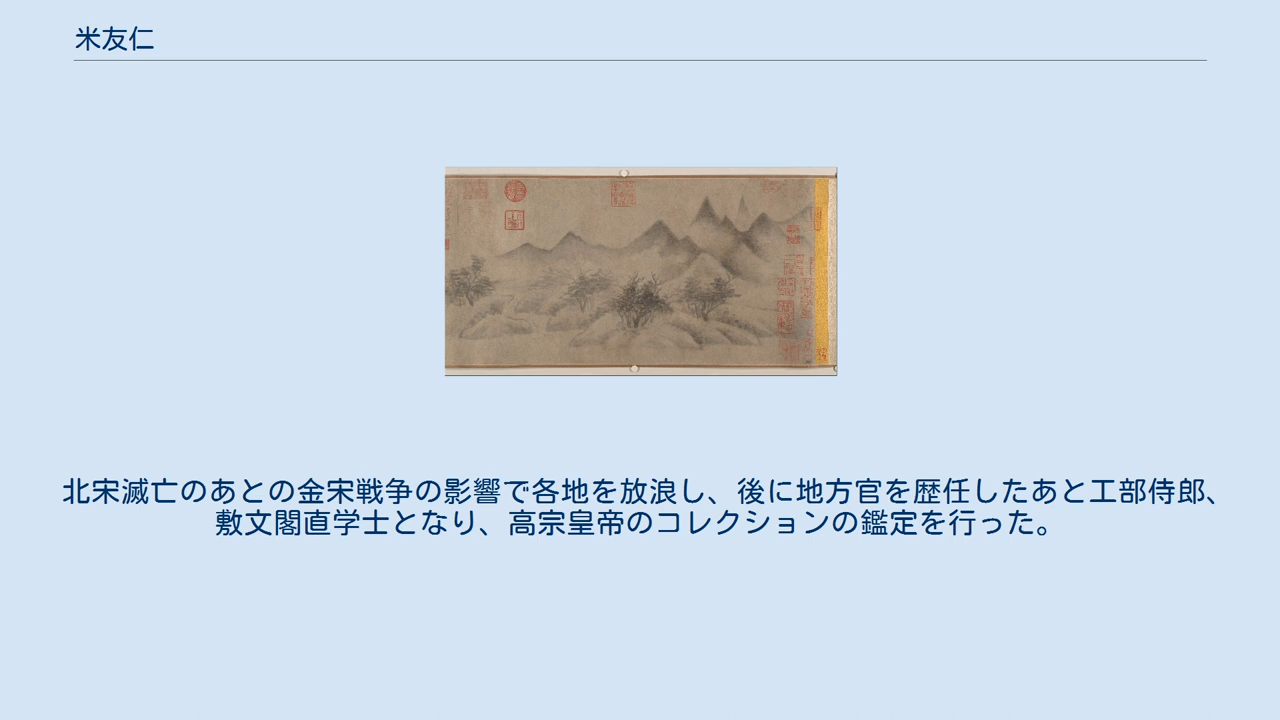 米友仁
北宋滅亡のあとの金宋戦争の影響で各地を放浪し、後に地方官を歴任したあと工部侍郎、
敷文閣直学士となり、高宗皇帝のコレクションの鑑定を行った。